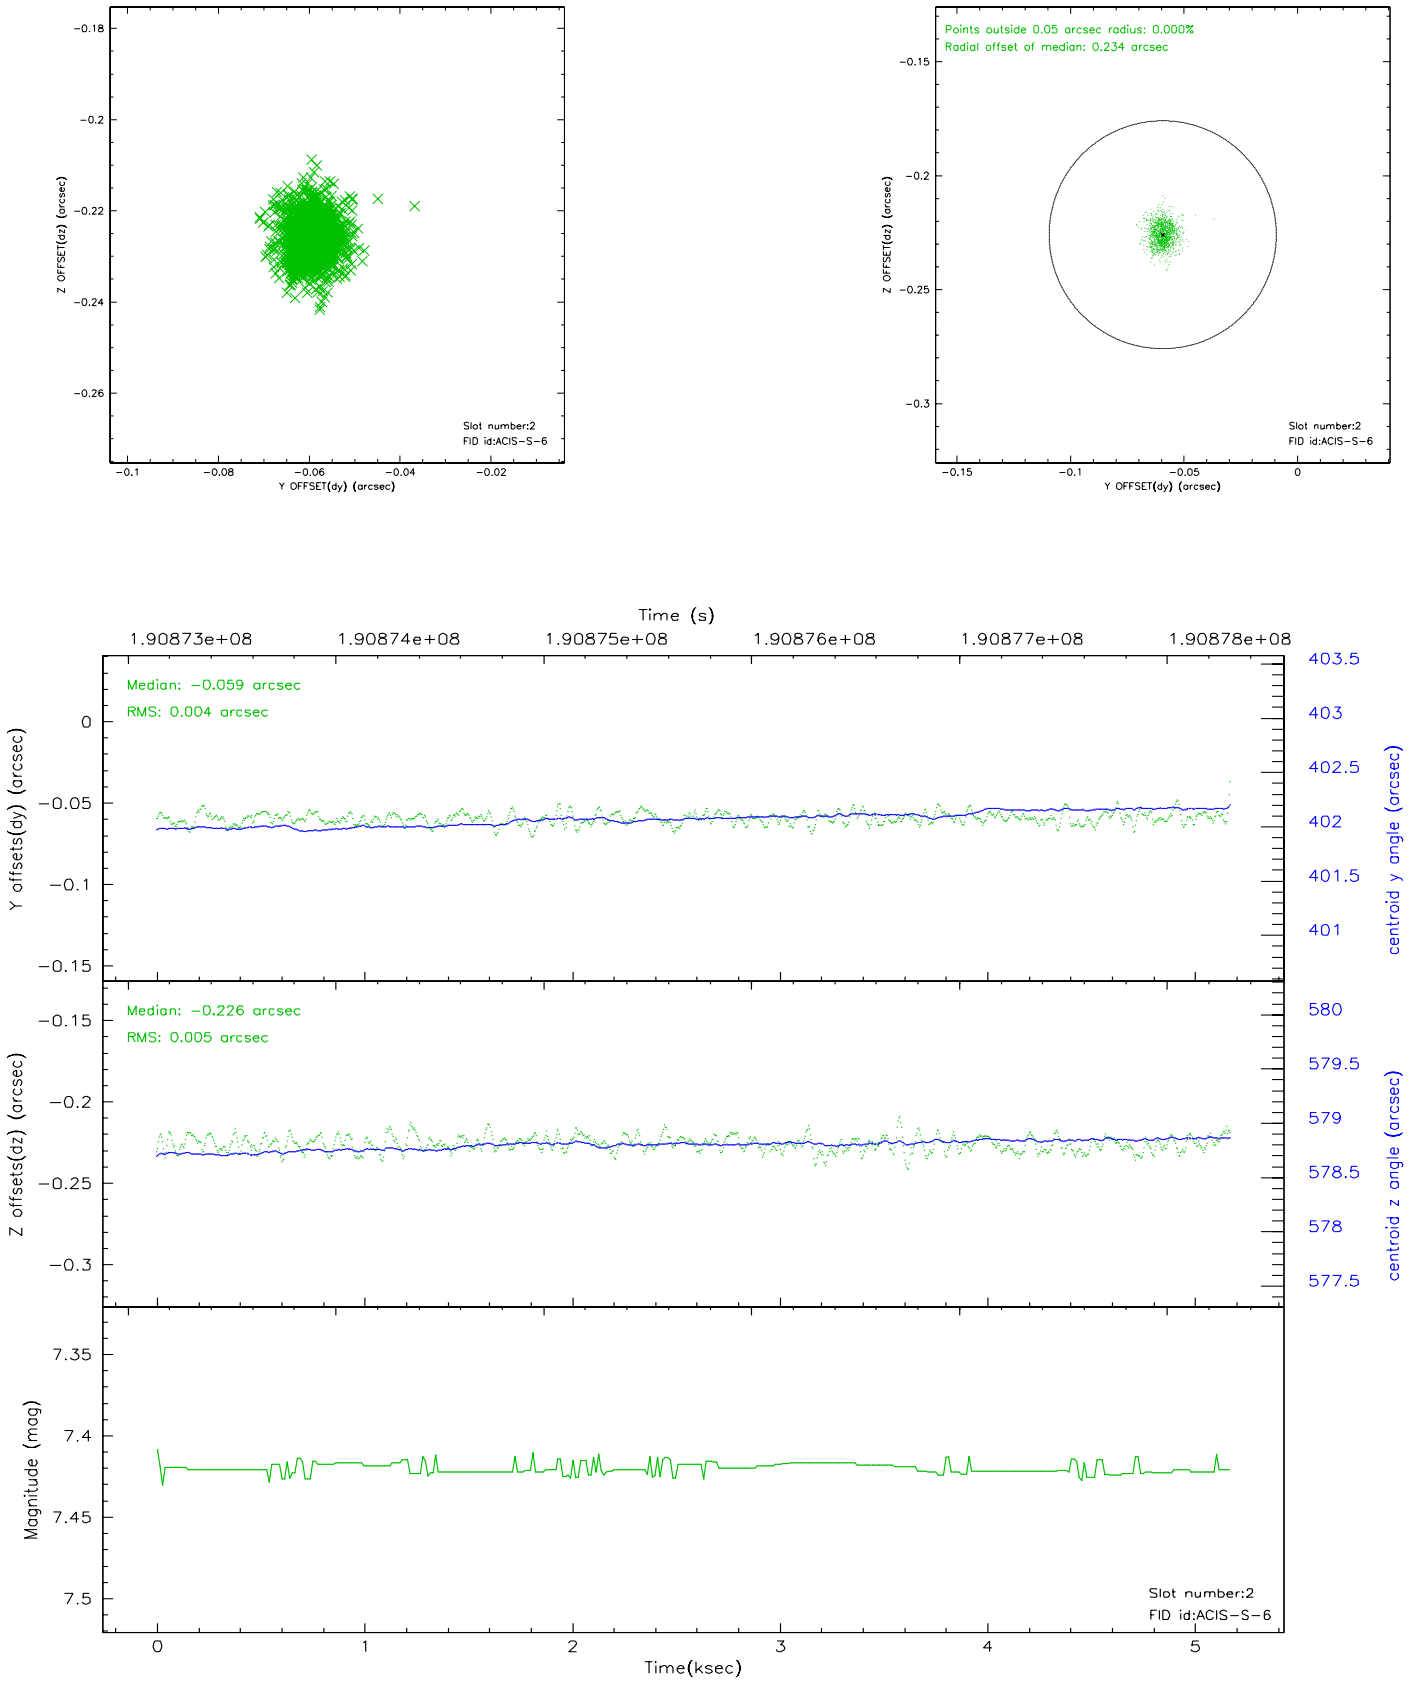 -0.18
-0.2
-0.22
-0.24
-0.26
Z OFFSET(dz) (arcsec)
-0.1 -0.08 -0.06 -0.04 -0.02
Y OFFSET(dy) (arcsec)
Slot number:2
FID id:ACIS-S-6
Points outside 0.05 arcsec radius: 0.000%
Radial offset of median: 0.234 arcsec
-0.15
-0.2
-0.25
-0.3
Z OFFSET(dz) (arcsec)
-0.15 -0.1 -0.05 0
Y OFFSET(dy) (arcsec)
Slot number:2
FID id:ACIS-S-6
Time (s)
1.90873e+08 1.90874e+08 1.90875e+08 1.90876e+08 1.90877e+08 1.90878e+08
Median: -0.059 arcsec
RMS: 0.004 arcsec
0
-0.05
-0.1
-0.15
Y offsets(dy) (arcsec)
403.5
403
402.5
402
401.5
401
centroid y angle (arcsec)
Median: -0.226 arcsec
RMS: 0.005 arcsec
-0.15
-0.2
-0.25
-0.3
Z offsets(dz) (arcsec)
580
579.5
579
578.5
578
577.5
centroid z angle (arcsec)
7.35
7.4
7.45
7.5
Magnitude (mag)
Slot number:2
FID id:ACIS-S-6
0 1 2 3 4 5
Time(ksec)